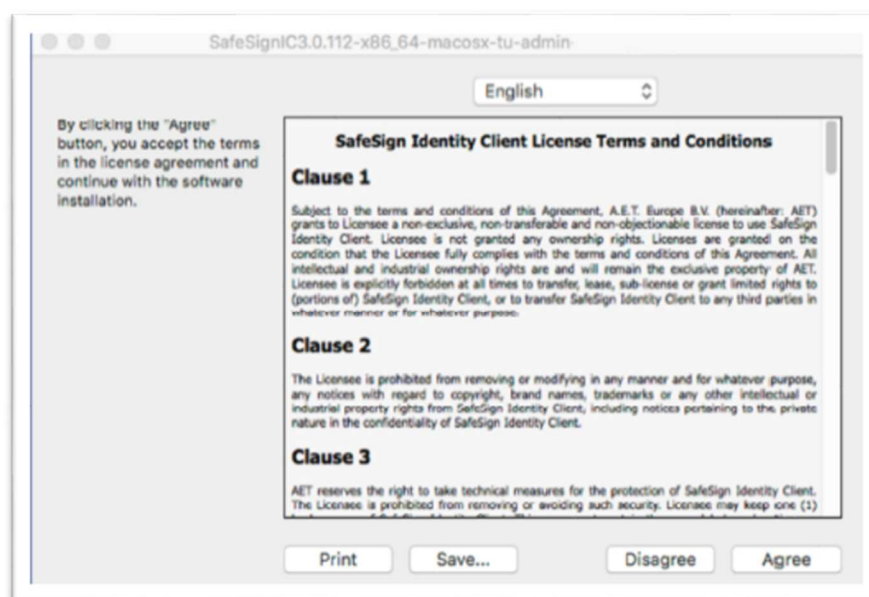 SafeSignIC3.0.112-x86_64-macosx-tu-admin
English
By clicking the "Agree"
button, you accept the terms
in the license agreement and
continue with the software
installation.
SafeSign Identity Client License Terms and Conditions
Clause 1
Subject to the terms and conditions of this Agreement, A.E.T. Europe B.V. (hereinafter: AET)
grants to Licensee a non-exclusive, non-transferable and non-objectionable license to use SafeSign
Identity Client. Licensee is not granted any ownership rights. Licenses are granted on the
condition that the Licensee fully complies with the terms and conditions of this Agreement. All
intellectual and industrial ownership rights are and will remain the exclusive property of AET.
Licensee is explicitly forbidden at all times to transfer, lease, sub-license or grant limited rights to
(portions of) SafeSign Identity Client, or to transfer SafeSign Identity Client to any third parties in
whatever manner or for whatever purpose.
Clause 2
The Licensee is prohibited from removing or modifying in any manner and for whatever purpose,
any notices with regard to copyright, brand names, trademarks or any other intellectual or
industrial property rights from SafeSign Identity Client, including notices pertaining to the private
nature in the confidentiality of SafeSign Identity Client.
Clause 3
AET reserves the right to take technical measures for the protection of SafeSign Identity Client.
The Licensee is prohibited from removing or avoiding such security. Licensee may keep one (1)
Print
Save...
Disagree
Agree